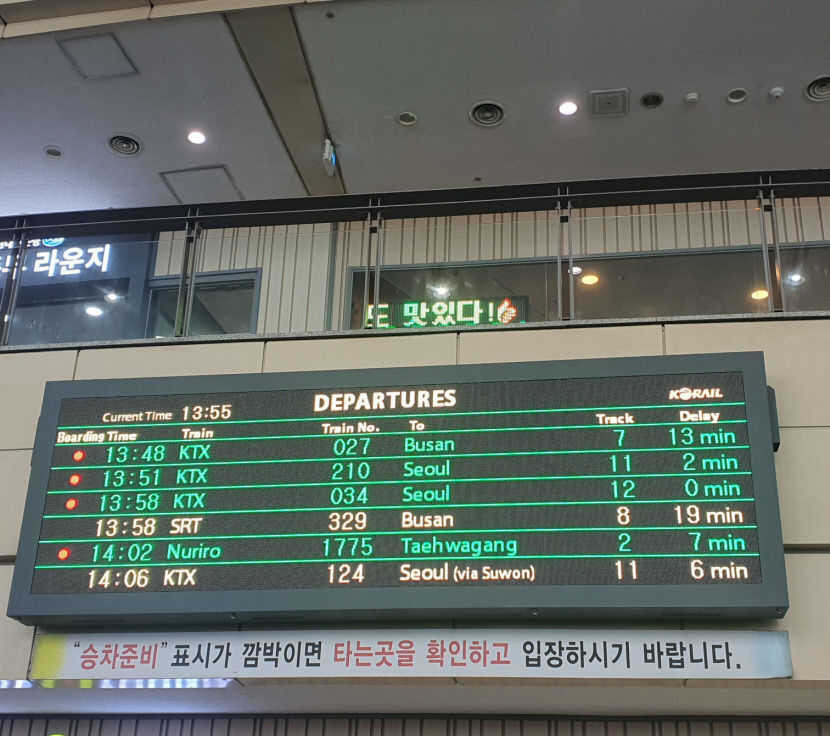 라운지
도 맛있다!
DEPARTURES
KORAIL
Current Time 13:55
Boarding Time Train Train No. To Track Delay
13:48 KTX 027 Busan 7 13 min
13:51 KTX 210 Seoul 11 2 min
13:58 KTX 034 Seoul 12 0 min
13:58 SRT 329 Busan 8 19 min
14:02 Nuriro 1775 Taehwagang 2 7 min
14:06 KTX 124 Seoul (via Suwon) 11 6 min
"승차준비" 표시가 깜박이면 타는곳을 확인하고 입장하시기 바랍니다.